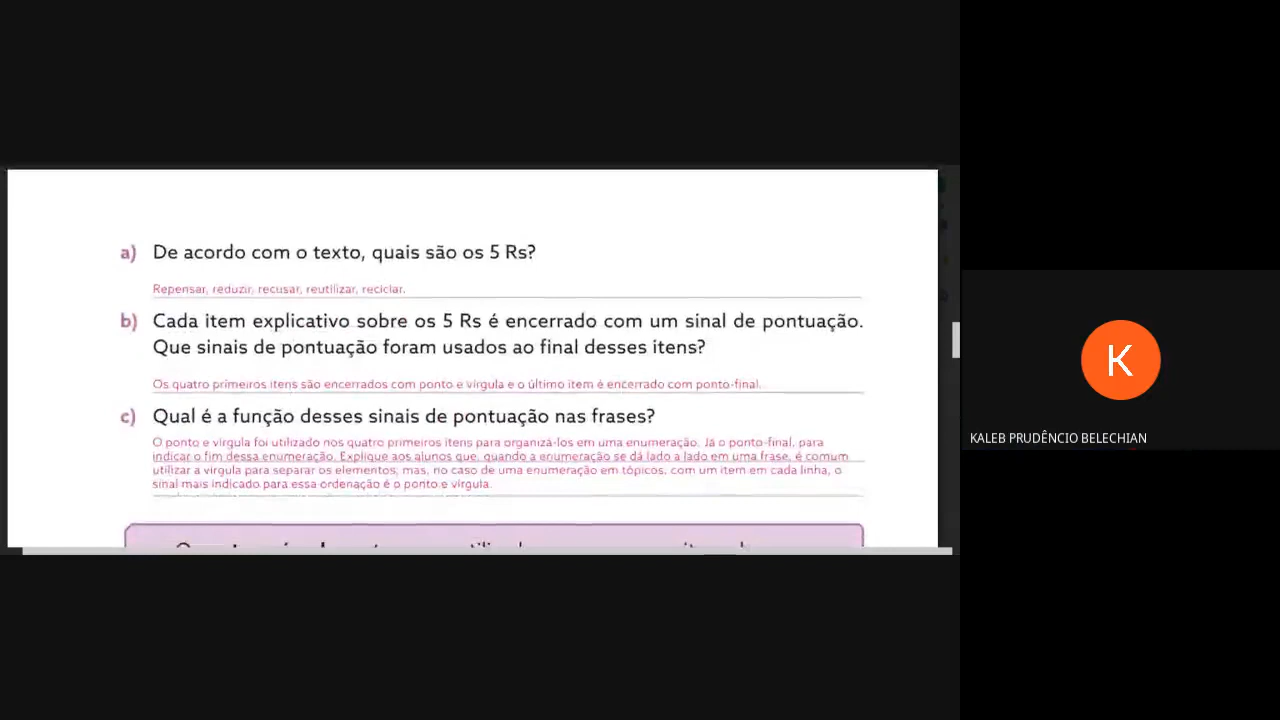 a) De acordo com o texto, quais são os 5 Rs?
Repensar, reduzir, recusar, reutilizar, reciclar.
b) Cada item explicativo sobre os 5 Rs é encerrado com um sinal de pontuação.
Que sinais de pontuação foram usados ao final desses itens?
Os quatro primeiros itens são encerrados com ponto e vírgula e o último item é encerrado com ponto-final.
c) Qual é a função desses sinais de pontuação nas frases?
O ponto e vírgula foi utilizado nos quatro primeiros itens para organizá-los em uma enumeração. Já o ponto-final, para
indicar o fim dessa enumeração. Explique aos alunos que, quando a enumeração se dá lado a lado em uma frase, é comum
utilizar a vírgula para separar os elementos; mas, no caso de uma enumeração em tópicos, com um item em cada linha, o
sinal mais indicado para essa ordenação é o ponto e vírgula.
K
KALEB PRUDÊNCIO BELECHIAN